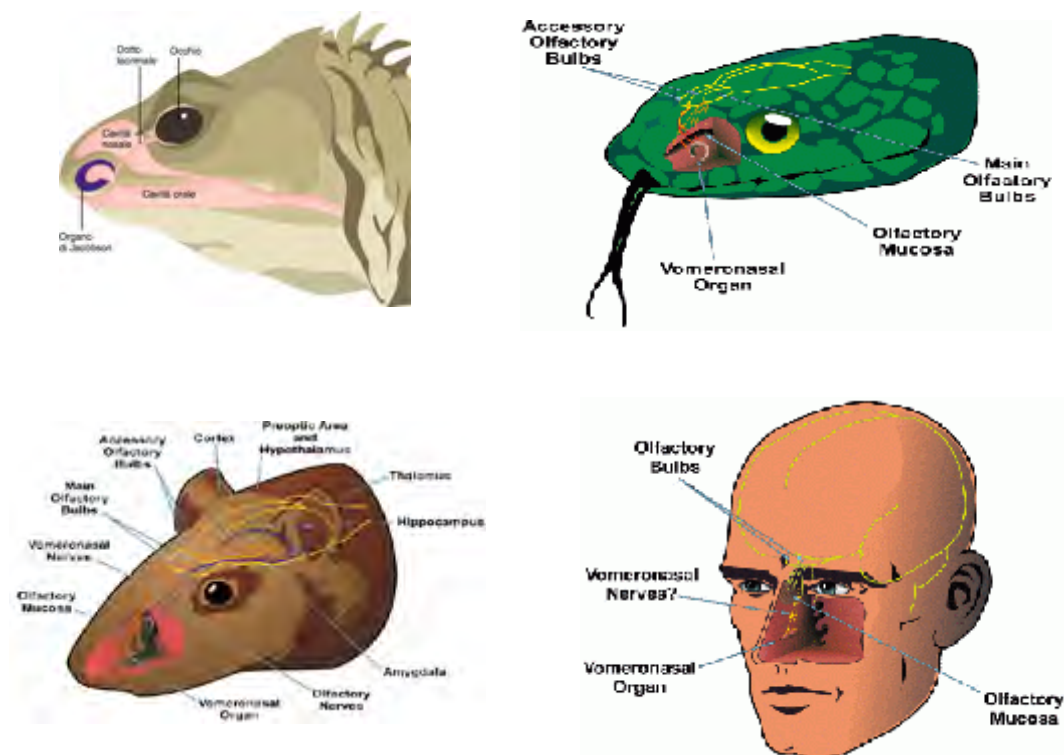 Dotto
lacrimale
Occhio
Cavità
nasale
Cavità orale
Organo
di Jacobson
Accessory
Olfactory
Bulbs
Main
Olfactory
Bulbs
Olfactory
Mucosa
Vomeronasal
Organ
Preoptic Area
and
Hypothalamus
Cortex
Accessory
Olfactory
Bulbs
Thalamus
Main
Olfactory
Bulbs
Hippocampus
Vomeronasal
Nerves
Olfactory
Mucosa
Amygdala
Olfactory
Nerves
Vomeronasal
Organ
Olfactory
Bulbs
Vomeronasal
Nerves?
Vomeronasal
Organ
Olfactory
Mucosa